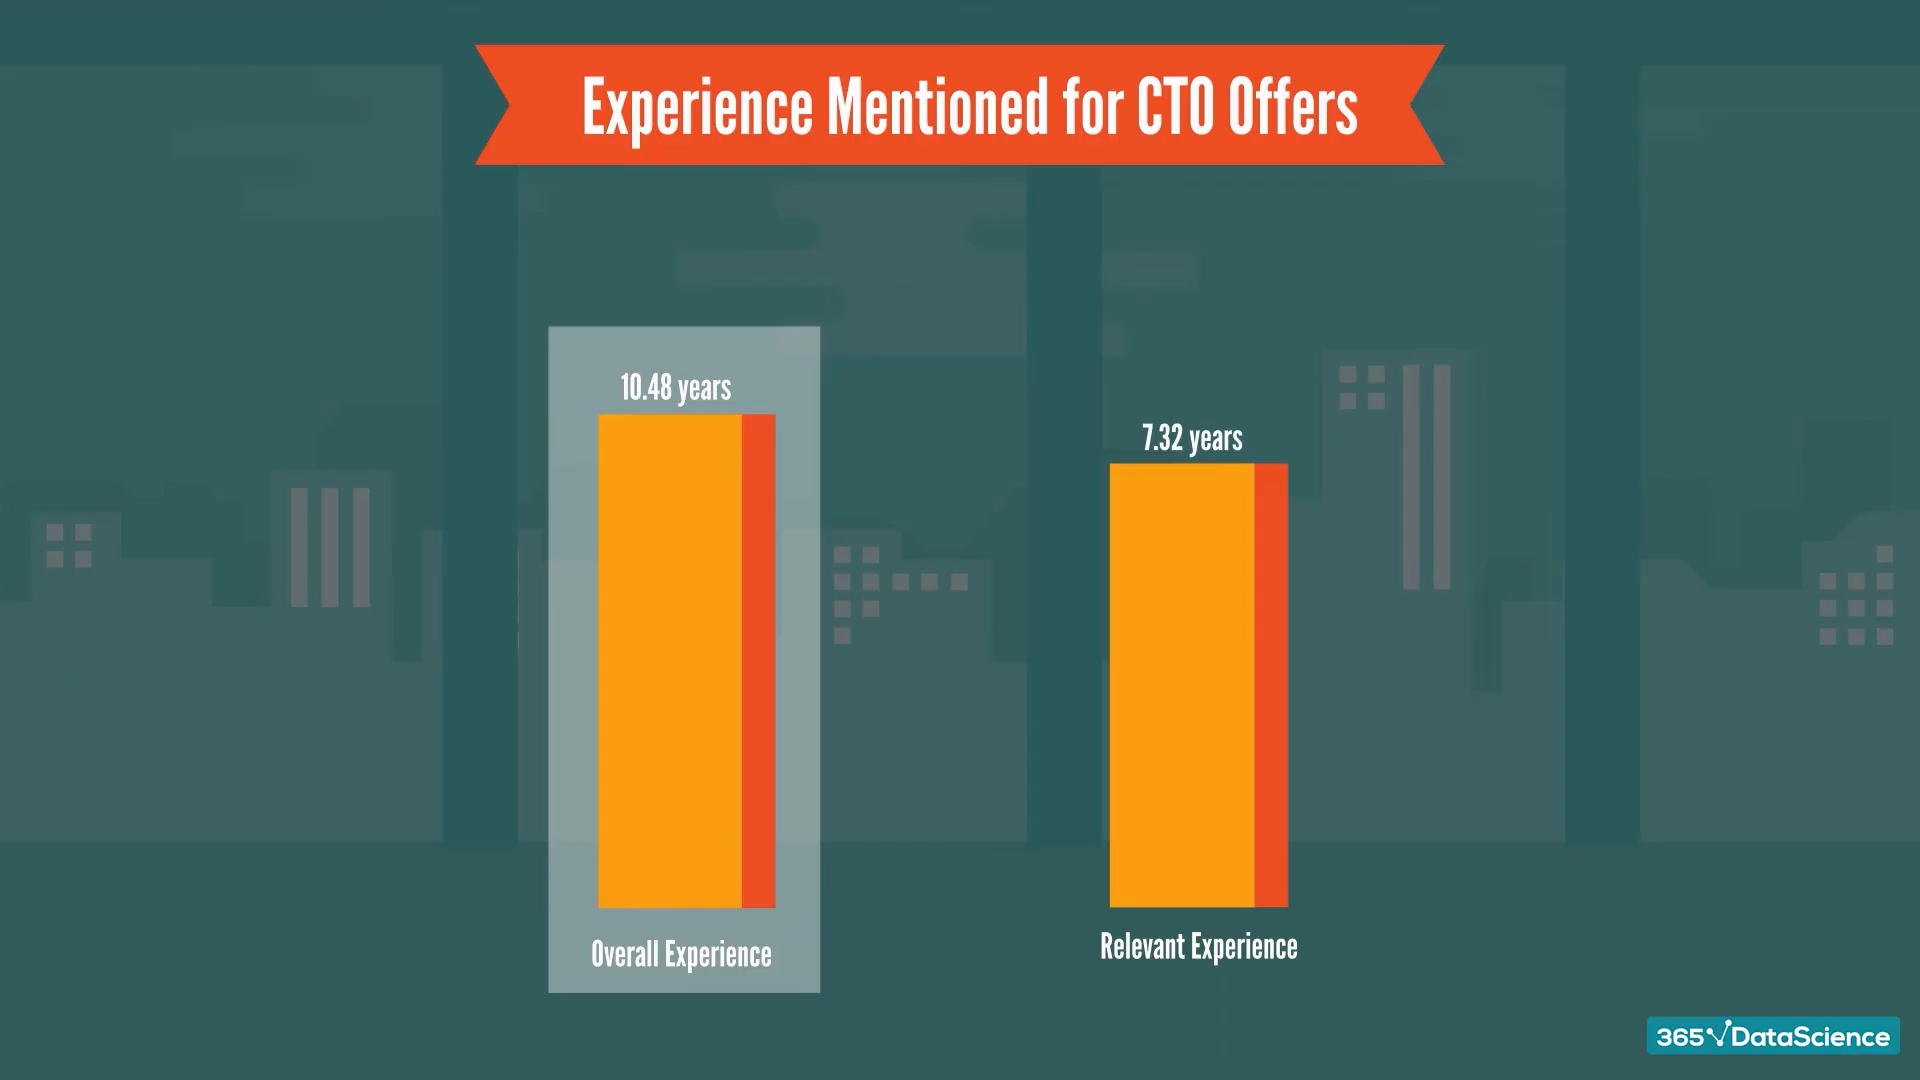 Experience Mentioned for CTO Offers
10.48 years
7.32 years
Overall Experience
Relevant Experience
365 DataScience